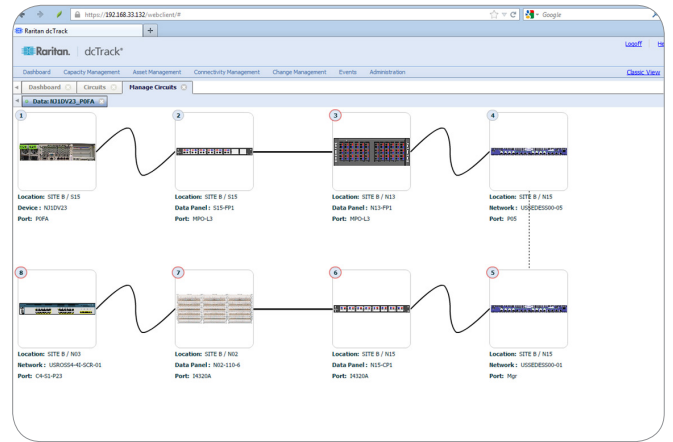 https://192.168.33.132/webclient/#
Google
Raritan dcTrack
+
Logoff
Raritan. dcTrack®
Dashboard Capacity Management Asset Management Connectivity Management Change Management Events Administration Classic View
Dashboard Circuits Manage Circuits
Data: NJ1DV23_P0FA
1 2 3 4
Location: SITE B / S15
Device: NJ1DV23
Port: P0FA
Location: SITE B / S15
Data Panel: S15-FP1
Port: MPO-L3
Location: SITE B / N13
Data Panel: N13-FP1
Port: MPO-L3
Location: SITE B / N15
Network: USSEDESS00-05
Port: P05
8 7 6 5
Location: SITE B / N03
Network: USROSS4-4I-SCR-01
Port: C4-S1-P23
Location: SITE B / N02
Data Panel: N02-110-6
Port: I4320A
Location: SITE B / N15
Data Panel: N15-CP1
Port: I4320A
Location: SITE B / N15
Network: USSEDESS00-01
Port: Mgr